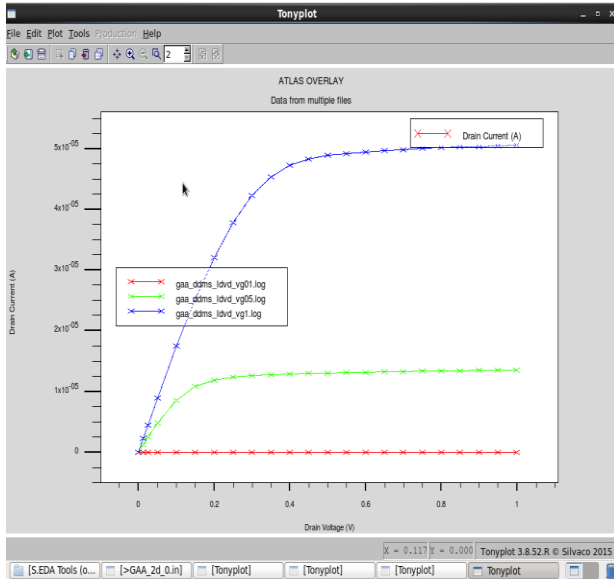 Tonyplot
File Edit Plot Tools Production Help
2
ATLAS OVERLAY
Data from multiple files
Drain Current (A)
5x10-05
4x10-05
3x10-05
2x10-05
1x10-05
0
Drain Current (A)
gaa_ddms_Idvd_vg01.log
gaa_ddms_Idvd_vg05.log
gaa_ddms_Idvd_vg1.log
0 0.2 0.4 0.6 0.8 1
Drain Voltage (V)
X = 0.117 Y = 0.000 Tonyplot 3.8.52.R © Silvaco 2015
[S.EDA Tools (o... [>GAA_2d_0.in] [Tonyplot] [Tonyplot] [Tonyplot] Tonyplot